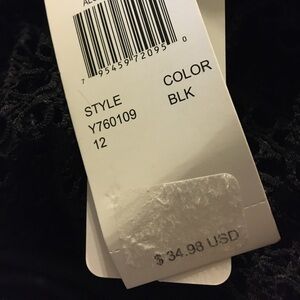 7 95459 72095 0
STYLE
Y760109
12
COLOR
BLK
$ 34.98 USD